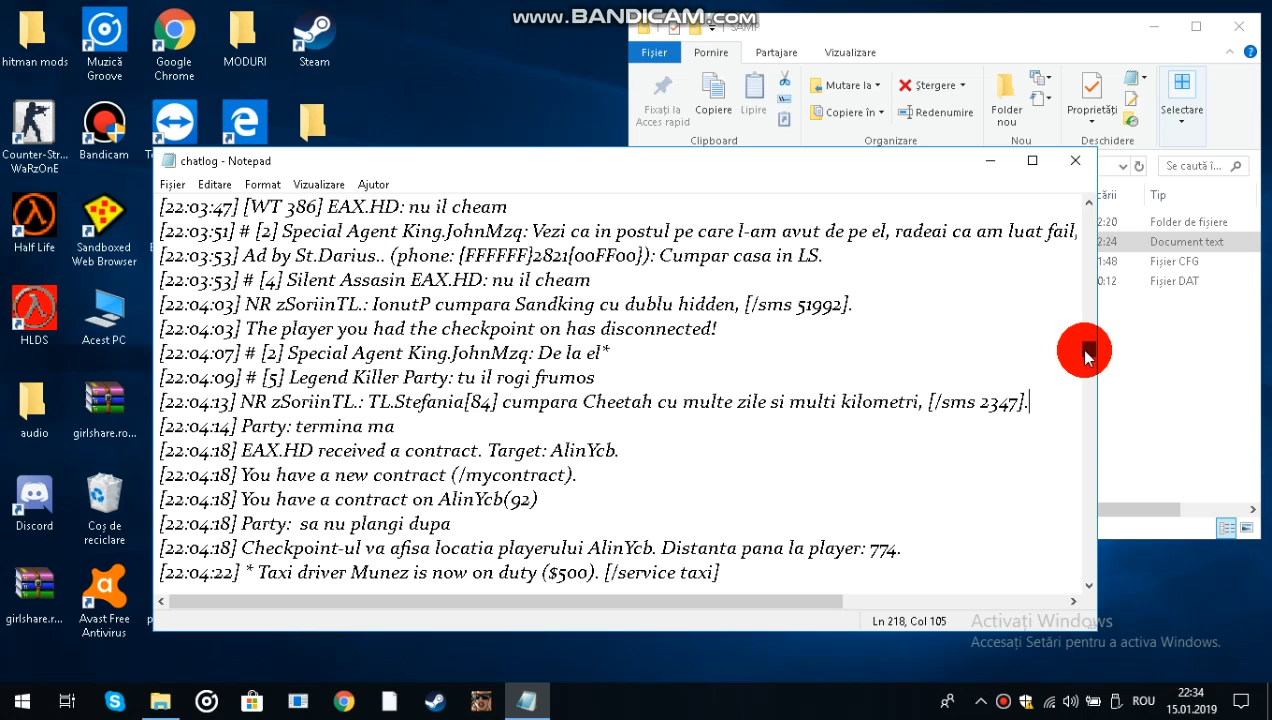 www.BANDICAM.com
hitman mods
Muzică
Groove
Google
Chrome
MODURI
Steam
Counter-Str...
WaRzOnE
Bandicam
Half Life
Sandboxed
Web Browser
HLDS
Acest PC
audio
girlshare.ro...
Discord
Coș de
reciclare
girlshare.r...
Avast Free
Antivirus
SAMP
Fișier
Pornire
Partajare
Vizualizare
Fixați la
Acces rapid
Copiere
Lipire
Clipboard
Mutare la
Copiere în
Ștergere
Redenumire
Organizare
Folder
nou
Nou
Proprietăți
Deschidere
Selectare
Se caută î...
Tip
2:20 Folder de fișiere
2:24 Document text
1:48 Fișier CFG
0:12 Fișier DAT
chatlog - Notepad
Fișier Editare Format Vizualizare Ajutor
[22:03:47] [WT 386] EAX.HD: nu il cheam
[22:03:51] # [2] Special Agent King.JohnMzq: Vezi ca in postul pe care l-am avut de pe el, radeai ca am luat fail,
[22:03:53] Ad by St.Darius.. (phone: {FFFFFF}2821{00FF00}): Cumpar casa in LS.
[22:03:53] # [4] Silent Assasin EAX.HD: nu il cheam
[22:04:03] NR zSoriinTL.: IonutP cumpara Sandking cu dublu hidden, [/sms 51992].
[22:04:03] The player you had the checkpoint on has disconnected!
[22:04:07] # [2] Special Agent King.JohnMzq: De la el*
[22:04:09] # [5] Legend Killer Party: tu il rogi frumos
[22:04:13] NR zSoriinTL.: TL.Stefania[84] cumpara Cheetah cu multe zile si multi kilometri, [/sms 2347].
[22:04:14] Party: termina ma
[22:04:18] EAX.HD received a contract. Target: AlinYcb.
[22:04:18] You have a new contract (/mycontract).
[22:04:18] You have a contract on AlinYcb(92)
[22:04:18] Party:  sa nu plangi dupa
[22:04:18] Checkpoint-ul va afisa locatia playerului AlinYcb. Distanta pana la player: 774.
[22:04:22] * Taxi driver Munez is now on duty ($500). [/service taxi]
Ln 218, Col 105
Activați Windows
Accesați Setări pentru a activa Windows.
ROU
22:34
15.01.2019